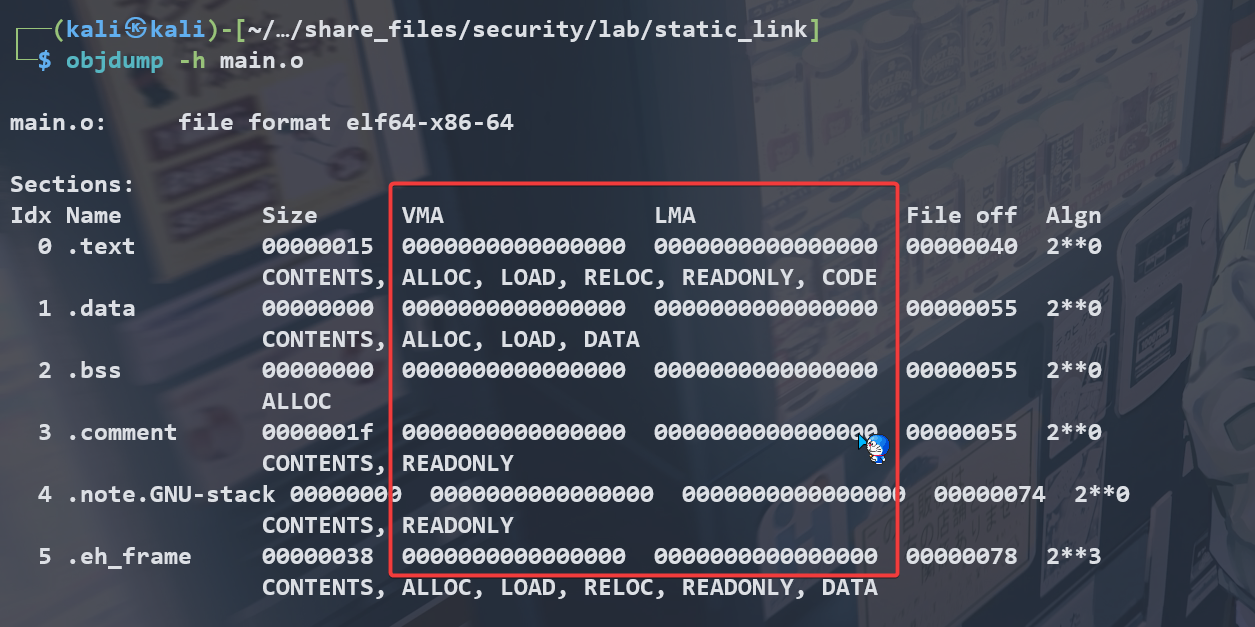 ┌──(kali㉿kali)-[~/…/share_files/security/lab/static_link]
└─$ objdump -h main.o
main.o:     file format elf64-x86-64
Sections:
Idx Name          Size      VMA               LMA               File off  Algn
  0 .text         00000015  0000000000000000  0000000000000000  00000040  2**0
                  CONTENTS, ALLOC, LOAD, RELOC, READONLY, CODE
  1 .data         00000000  0000000000000000  0000000000000000  00000055  2**0
                  CONTENTS, ALLOC, LOAD, DATA
  2 .bss          00000000  0000000000000000  0000000000000000  00000055  2**0
                  ALLOC
  3 .comment      0000001f  0000000000000000  0000000000000000  00000055  2**0
                  CONTENTS, READONLY
  4 .note.GNU-stack 00000000  0000000000000000  0000000000000000  00000074  2**0
                  CONTENTS, READONLY
  5 .eh_frame     00000038  0000000000000000  0000000000000000  00000078  2**3
                  CONTENTS, ALLOC, LOAD, RELOC, READONLY, DATA